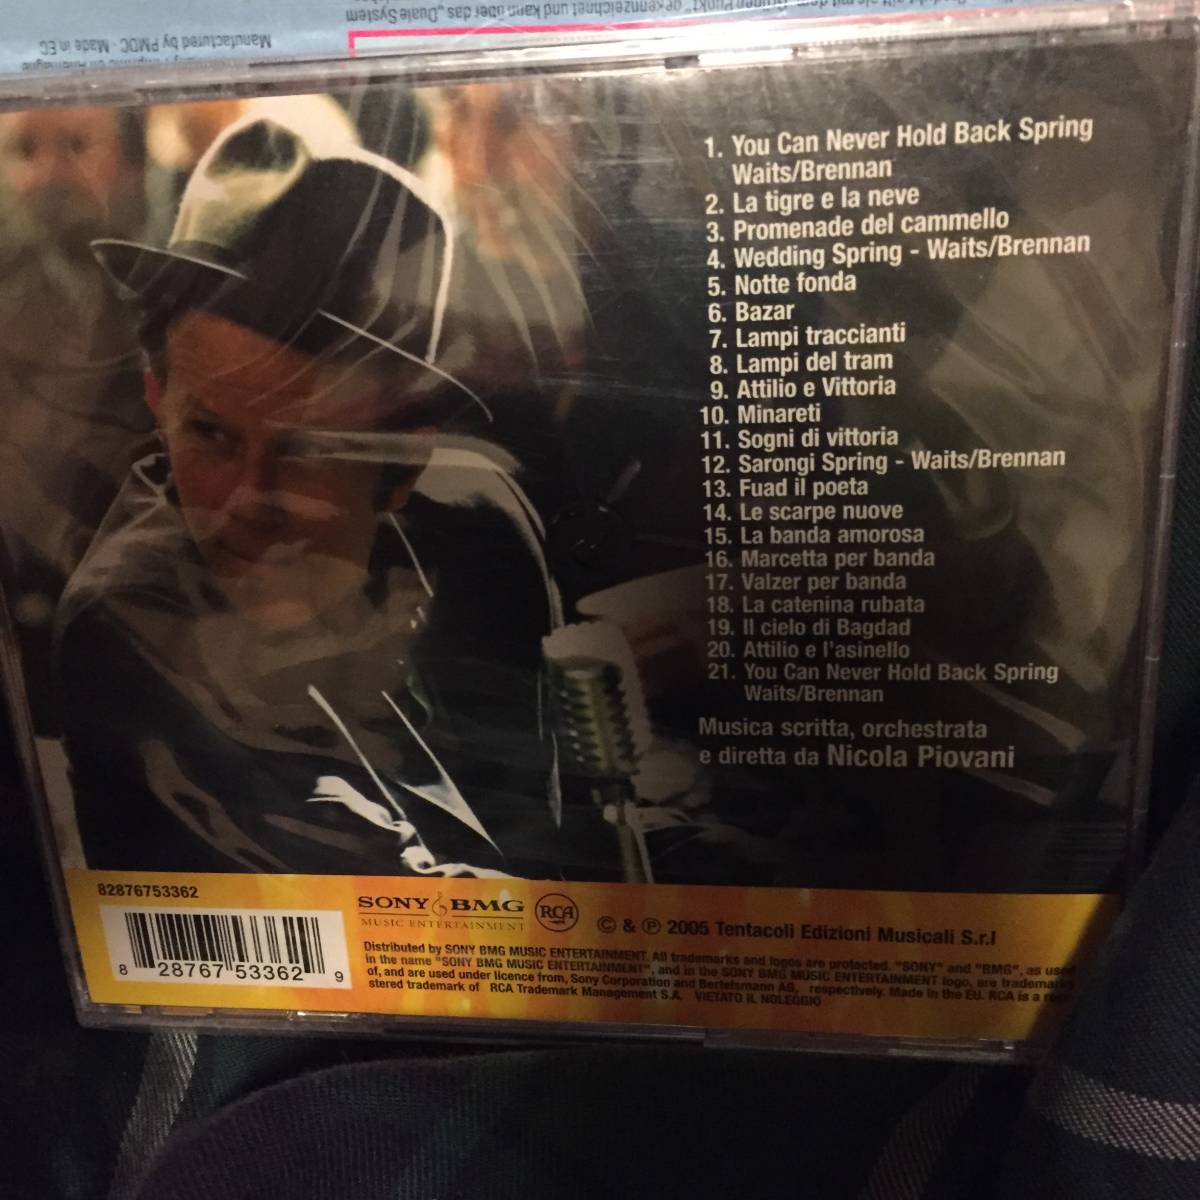 gekennzeichnet und kann über das „Duale System
Manufactured by PMDC · Made in EC
1. You Can Never Hold Back Spring
Waits/Brennan
2. La tigre e la neve
3. Promenade del cammello
4. Wedding Spring - Waits/Brennan
5. Notte fonda
6. Bazar
7. Lampi traccianti
8. Lampi del tram
9. Attilio e Vittoria
10. Minareti
11. Sogni di vittoria
12. Sarongi Spring - Waits/Brennan
13. Fuad il poeta
14. Le scarpe nuove
15. La banda amorosa
16. Marcetta per banda
17. Valzer per banda
18. La catenina rubata
19. Il cielo di Bagdad
20. Attilio e l'asinello
21. You Can Never Hold Back Spring
Waits/Brennan
Musica scritta, orchestrata
e diretta da Nicola Piovani
82876753362
8 28767 53362 9
SONY BMG
MUSIC ENTERTAINMENT
RCA
© & ℗ 2005 Tentacoli Edizioni Musicali S.r.l
Distributed by SONY BMG MUSIC ENTERTAINMENT. All trademarks and logos are protected. "SONY" and "BMG", as used
in the name "SONY BMG MUSIC ENTERTAINMENT", and in the SONY BMG MUSIC ENTERTAINMENT logo, are trademarks
of, and are used under licence from, Sony Corporation and Bertelsmann AG, respectively. Made in the EU. RCA is a
stered trademark of RCA Trademark Management S.A. VIETATO IL NOLEGGIO